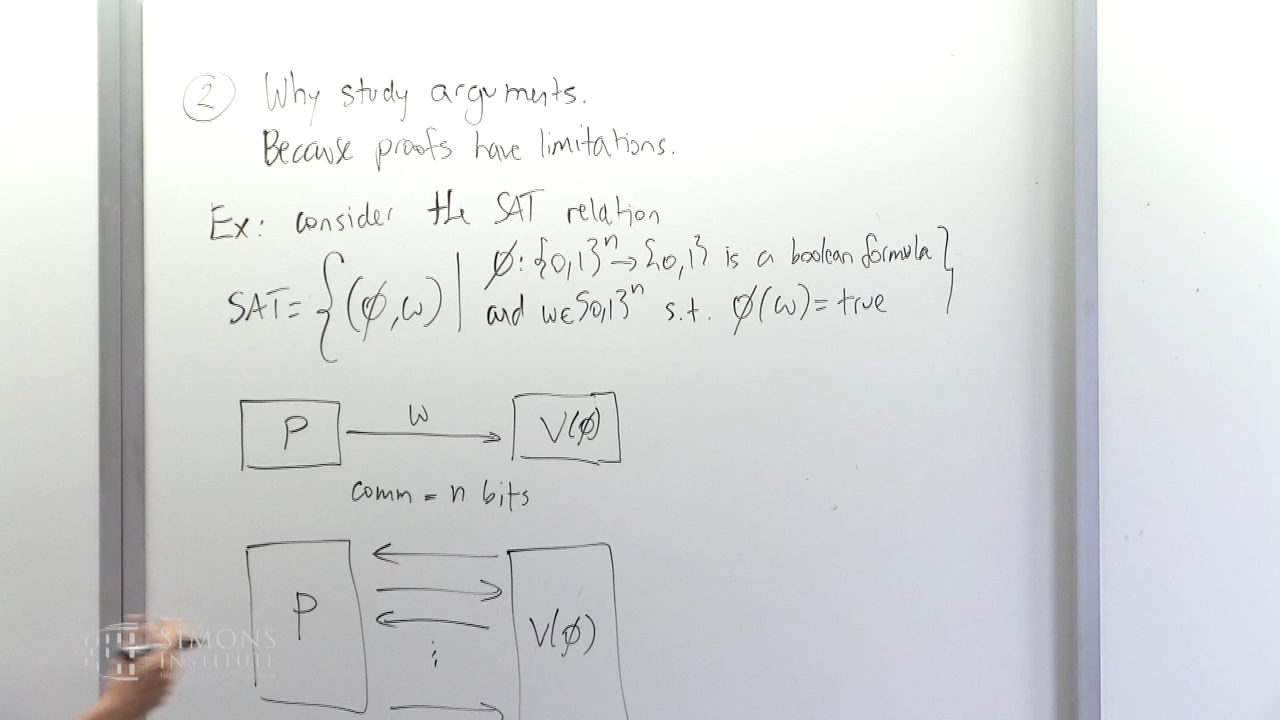 2 Why study arguments.
Because proofs have limitations.
Ex: consider the SAT relation
SAT = { (ϕ, w) | ϕ: {0,1}ⁿ → {0,1} is a boolean formula }
and w ∈ {0,1}ⁿ s.t. ϕ(w) = true
P w V(ϕ)
comm = n bits
P V(ϕ)
⋮
SIMONS
INSTITUTE